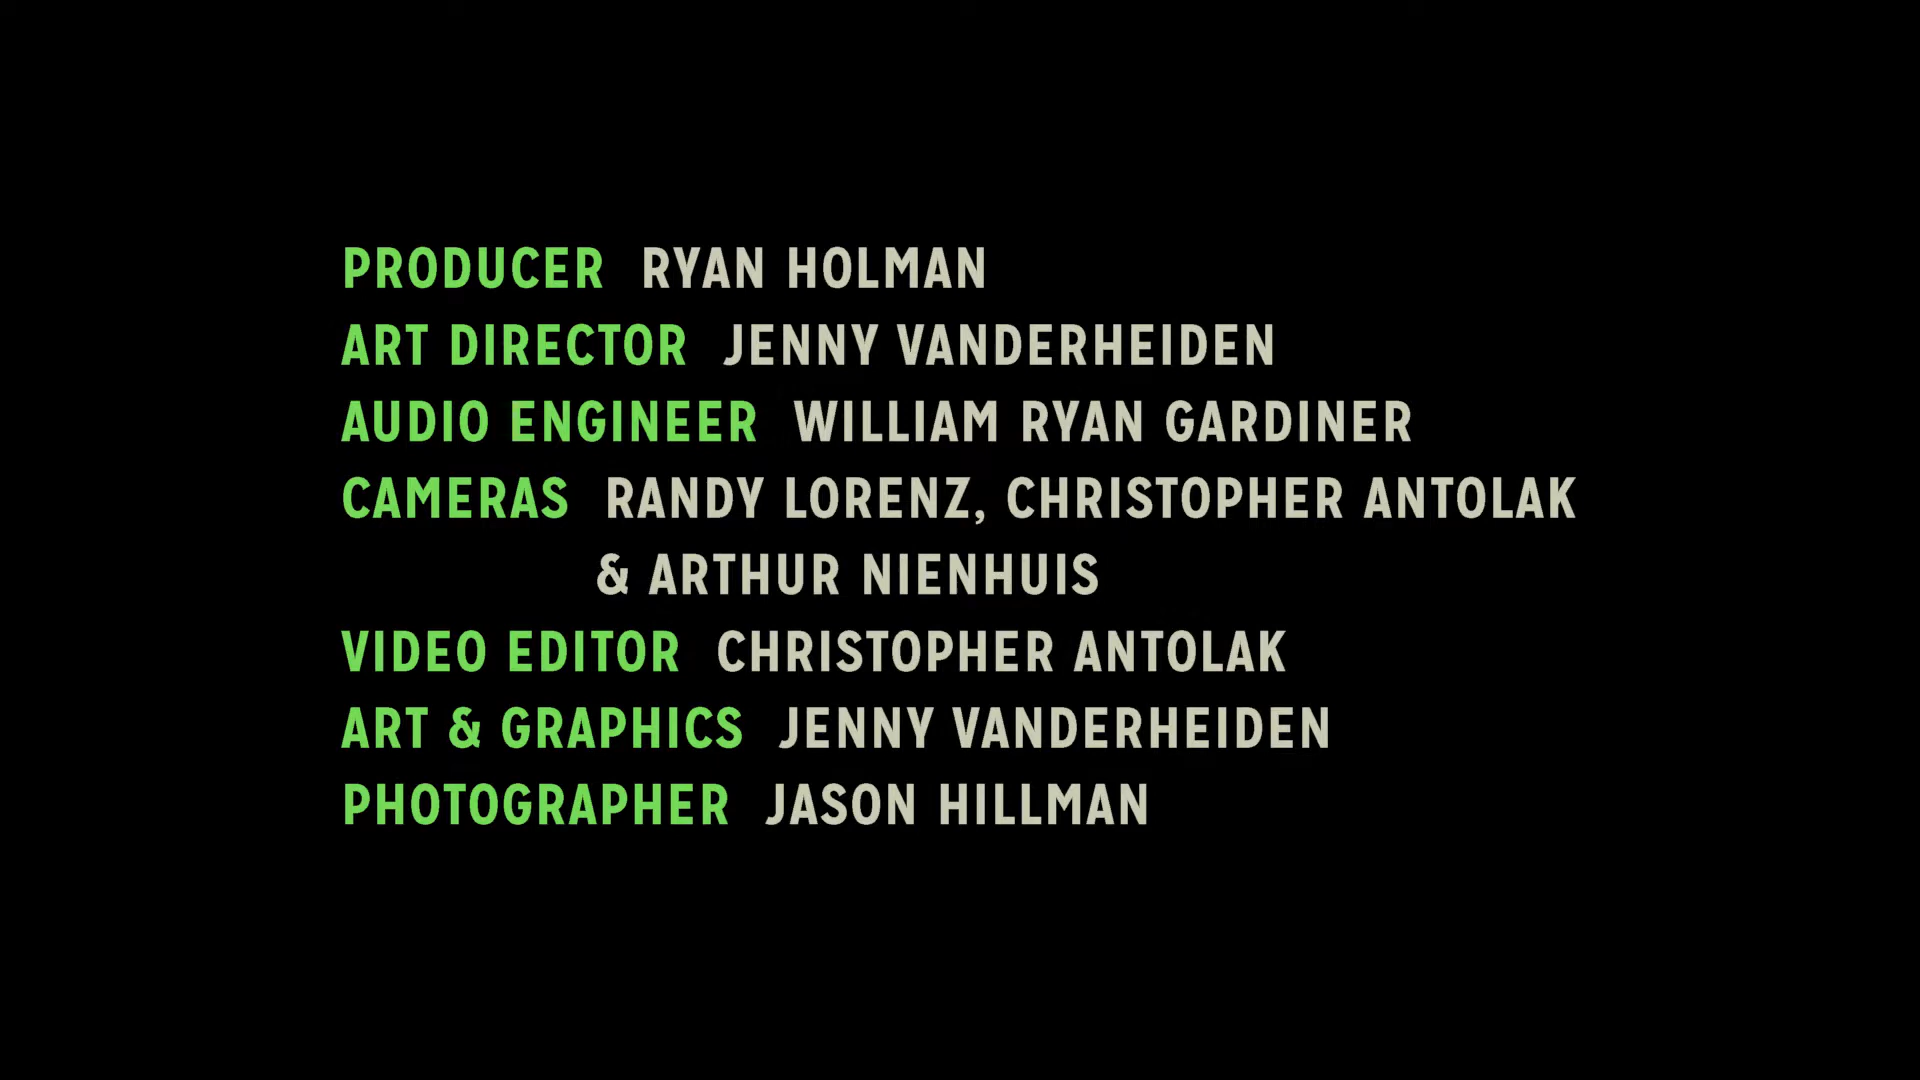 PRODUCER RYAN HOLMAN
ART DIRECTOR JENNY VANDERHEIDEN
AUDIO ENGINEER WILLIAM RYAN GARDINER
CAMERAS RANDY LORENZ, CHRISTOPHER ANTOLAK
& ARTHUR NIENHUIS
VIDEO EDITOR CHRISTOPHER ANTOLAK
ART & GRAPHICS JENNY VANDERHEIDEN
PHOTOGRAPHER JASON HILLMAN